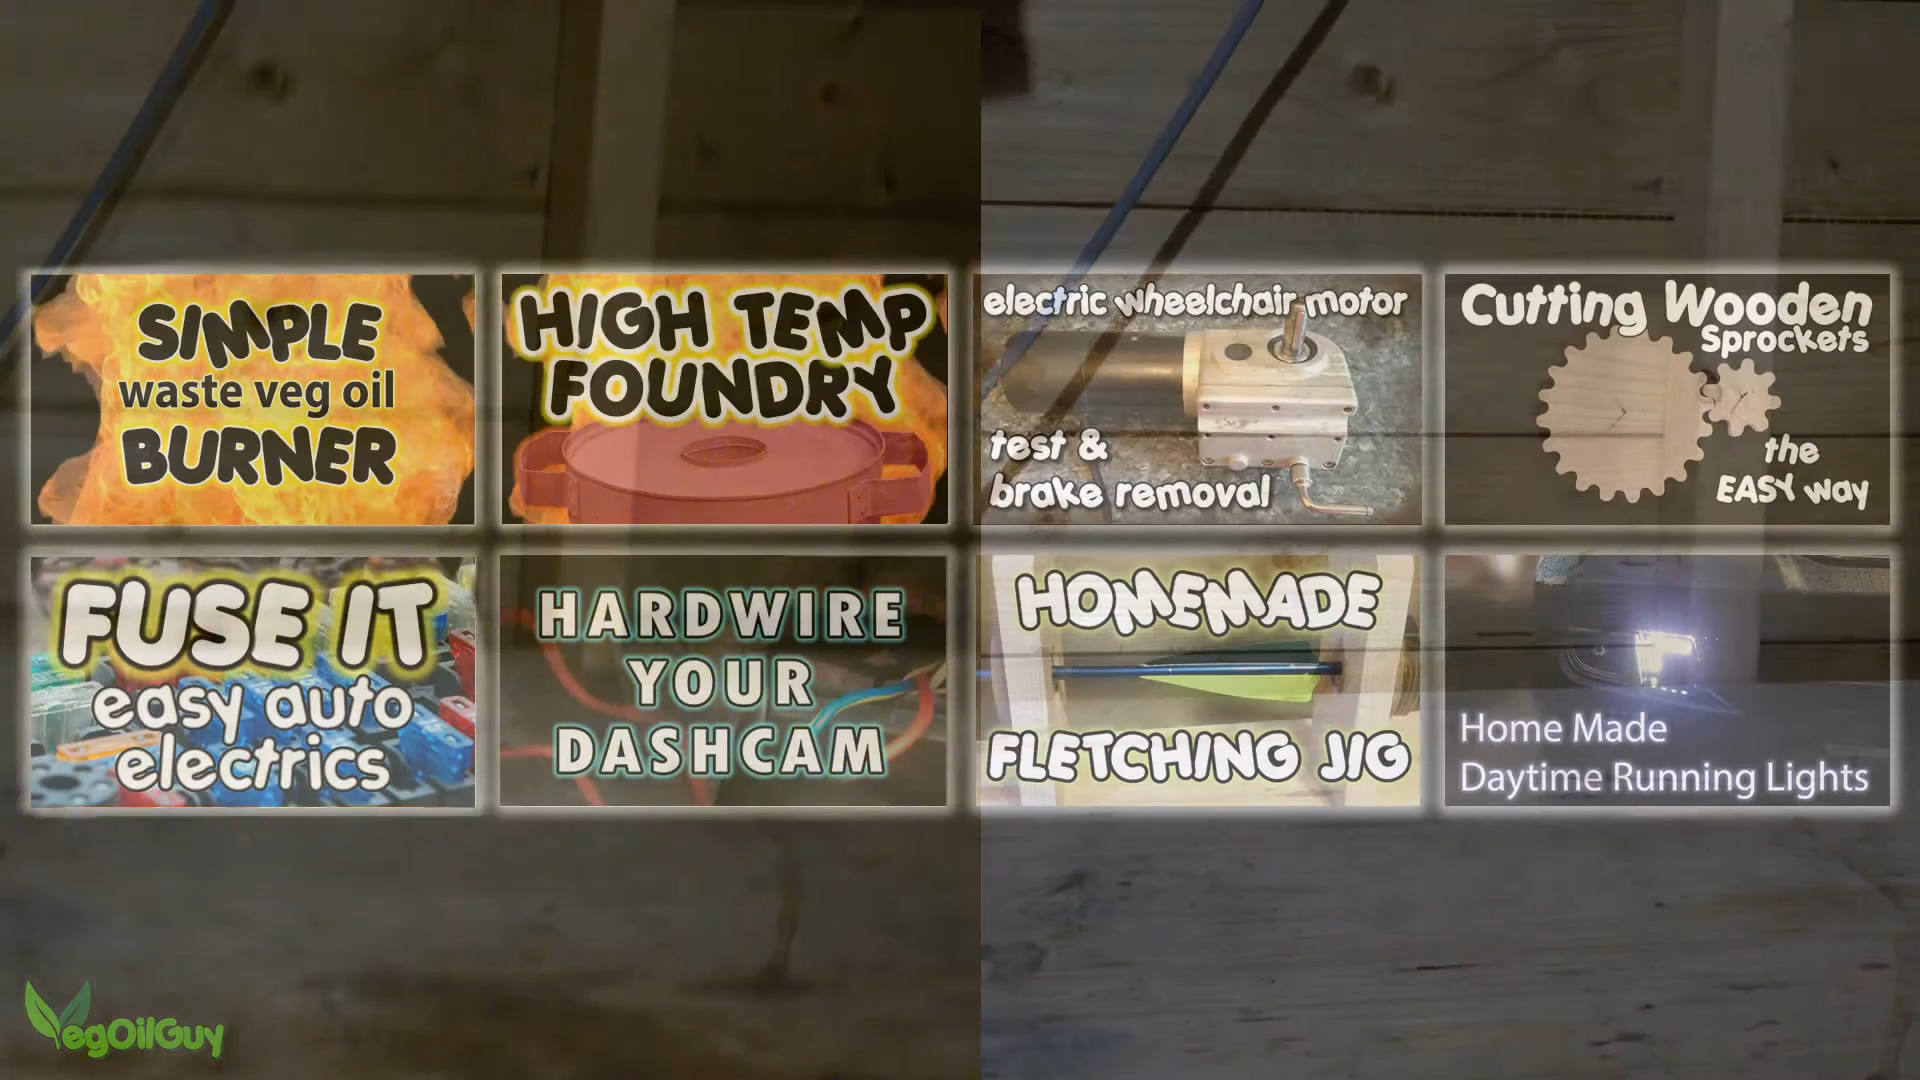 SIMPLE
waste veg oil
BURNER
HIGH TEMP
FOUNDRY
electric wheelchair motor
test &
brake removal
Cutting Wooden
Sprockets
the
EASY way
FUSE IT
easy auto
electrics
HARDWIRE
YOUR
DASHCAM
HOMEMADE
FLETCHING JIG
Home Made
Daytime Running Lights
VegOilGuy